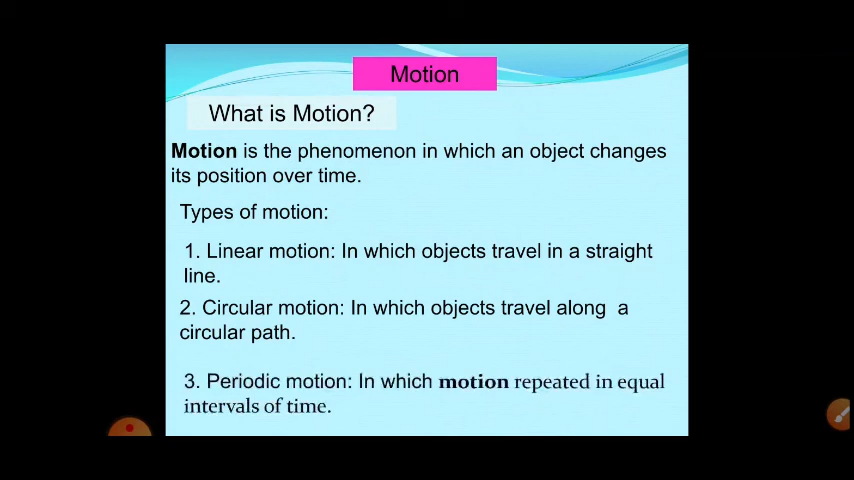 Motion
What is Motion?
Motion is the phenomenon in which an object changes
its position over time.
Types of motion:
1. Linear motion: In which objects travel in a straight
line.
2. Circular motion: In which objects travel along a
circular path.
3. Periodic motion: In which motion repeated in equal
intervals of time.